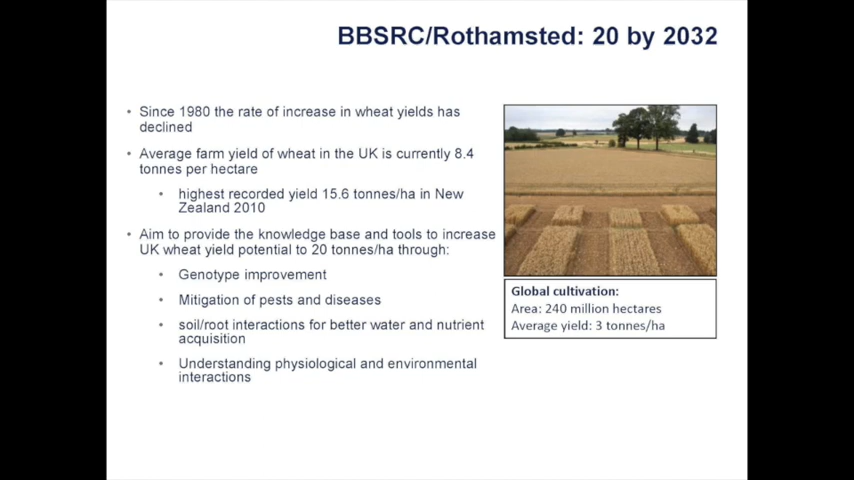 BBSRC/Rothamsted: 20 by 2032
• Since 1980 the rate of increase in wheat yields has
declined
• Average farm yield of wheat in the UK is currently 8.4
tonnes per hectare
• highest recorded yield 15.6 tonnes/ha in New
Zealand 2010
• Aim to provide the knowledge base and tools to increase
UK wheat yield potential to 20 tonnes/ha through:
• Genotype improvement
• Mitigation of pests and diseases
• soil/root interactions for better water and nutrient
acquisition
• Understanding physiological and environmental
interactions
Global cultivation:
Area: 240 million hectares
Average yield: 3 tonnes/ha